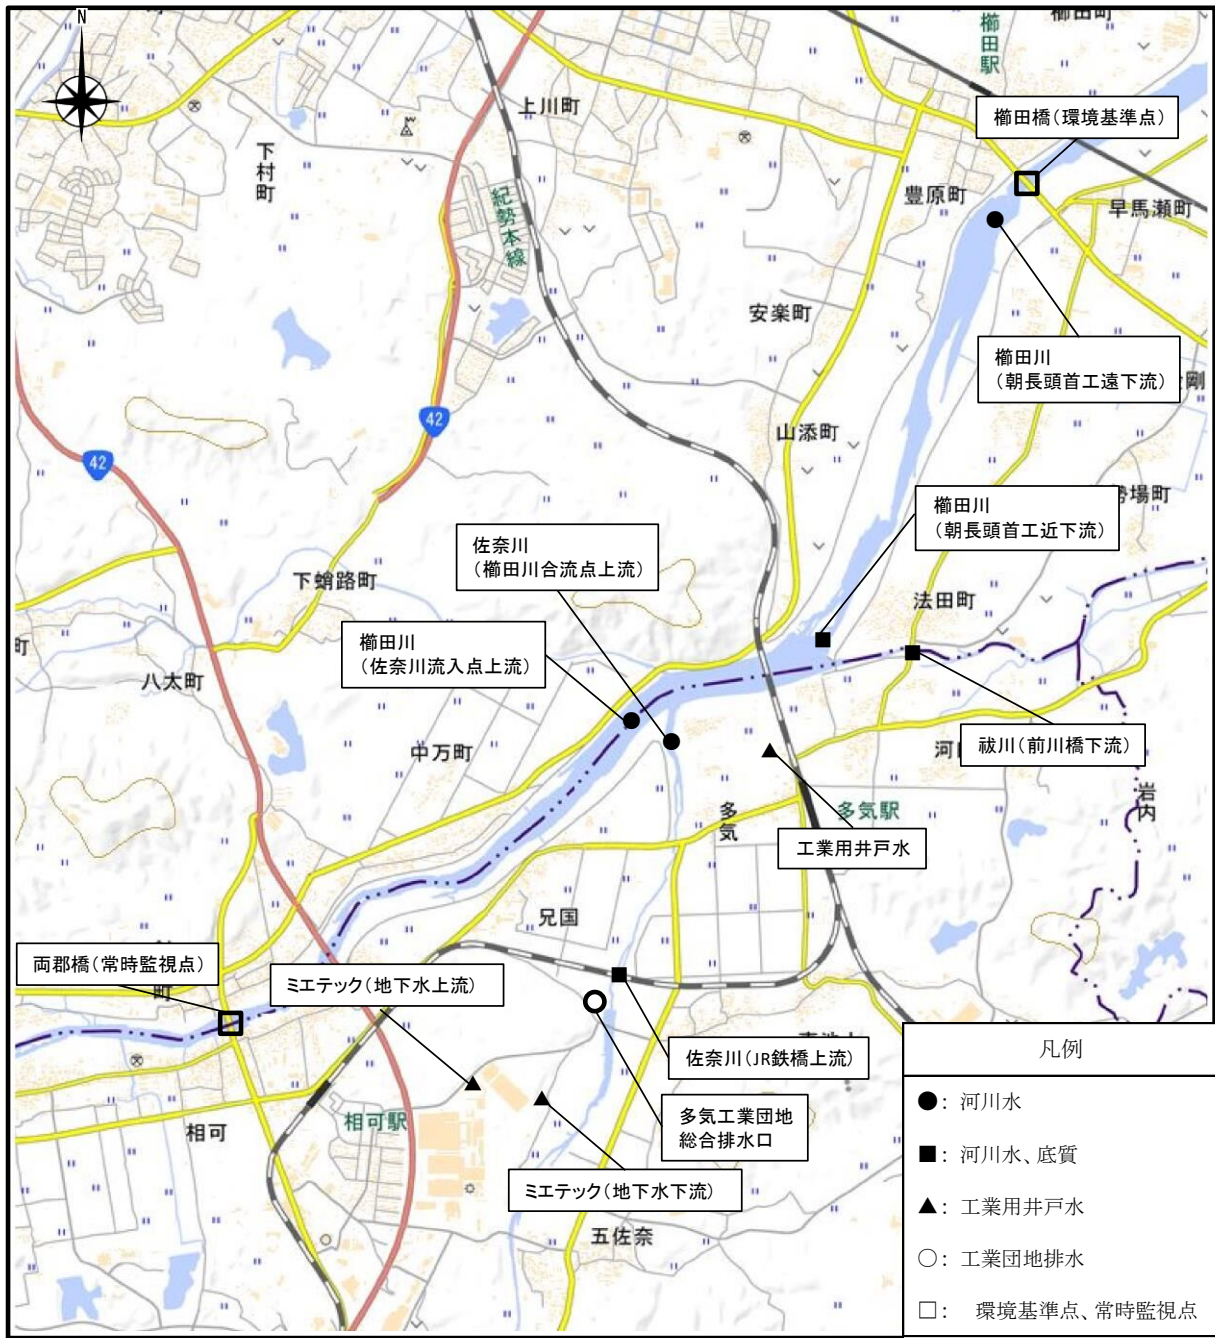 N
櫛田町
櫛田駅
上川町
櫛田橋(環境基準点)
下村町
紀勢本線
豊原町
早馬瀬町
安楽町
櫛田川
(朝長頭首工遠下流)
42
山添町
42
櫛田川
(朝長頭首工近下流)
佐奈川
(櫛田川合流点上流)
下蛸路町
法田町
櫛田川
(佐奈川流入点上流)
八太町
中万町
祓川(前川橋下流)
岩内
多気
多気駅
工業用井戸水
兄国
両郡橋(常時監視点)
町
ミエテック(地下水上流)
佐奈川(JR鉄橋上流)
相可駅
相可
多気工業団地
総合排水口
ミエテック(地下水下流)
五佐奈
凡例
●: 河川水
■: 河川水、底質
▲: 工業用井戸水
○: 工業団地排水
□: 環境基準点、常時監視点